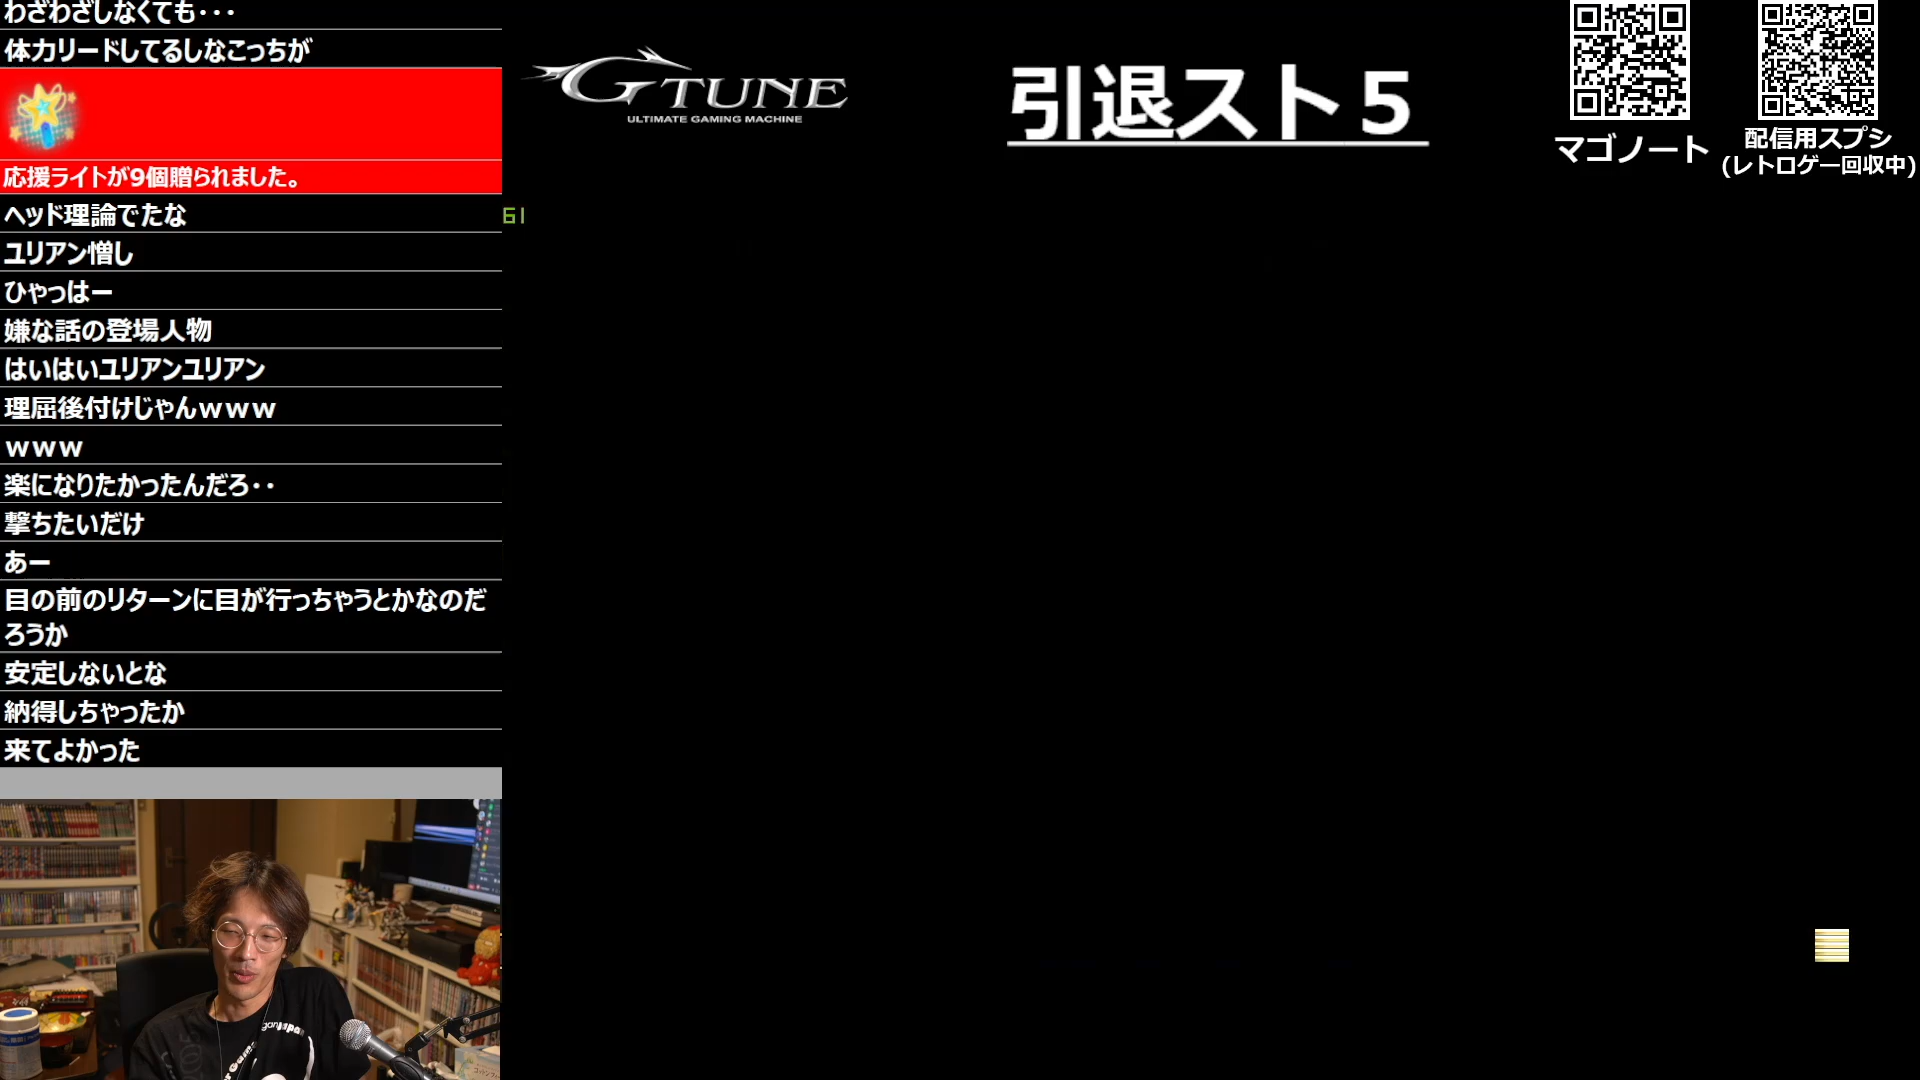 わざわざしなくても･･･
体力リードしてるしなこっちが
応援ライトが9個贈られました。
ヘッド理論でたな
ユリアン憎し
ひゃっはー
嫌な話の登場人物
はいはいユリアンユリアン
理屈後付けじゃんｗｗｗ
ｗｗｗ
楽になりたかったんだろ･･
撃ちたいだけ
あー
目の前のリターンに目が行っちゃうとかなのだ
ろうか
安定しないとな
納得しちゃったか
来てよかった
61
G TUNE
ULTIMATE GAMING MACHINE
引退スト５
マゴノート
配信用スプシ
(レトロゲー回収中)